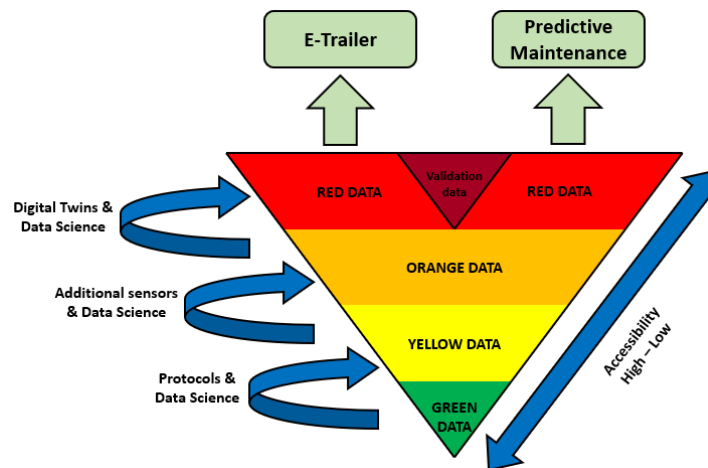 E-Trailer
Predictive
Maintenance
Validation
data
RED DATA
RED DATA
Digital Twins &
Data Science
ORANGE DATA
Additional sensors
& Data Science
YELLOW DATA
Protocols &
Data Science
GREEN
DATA
Accessibility
High – Low